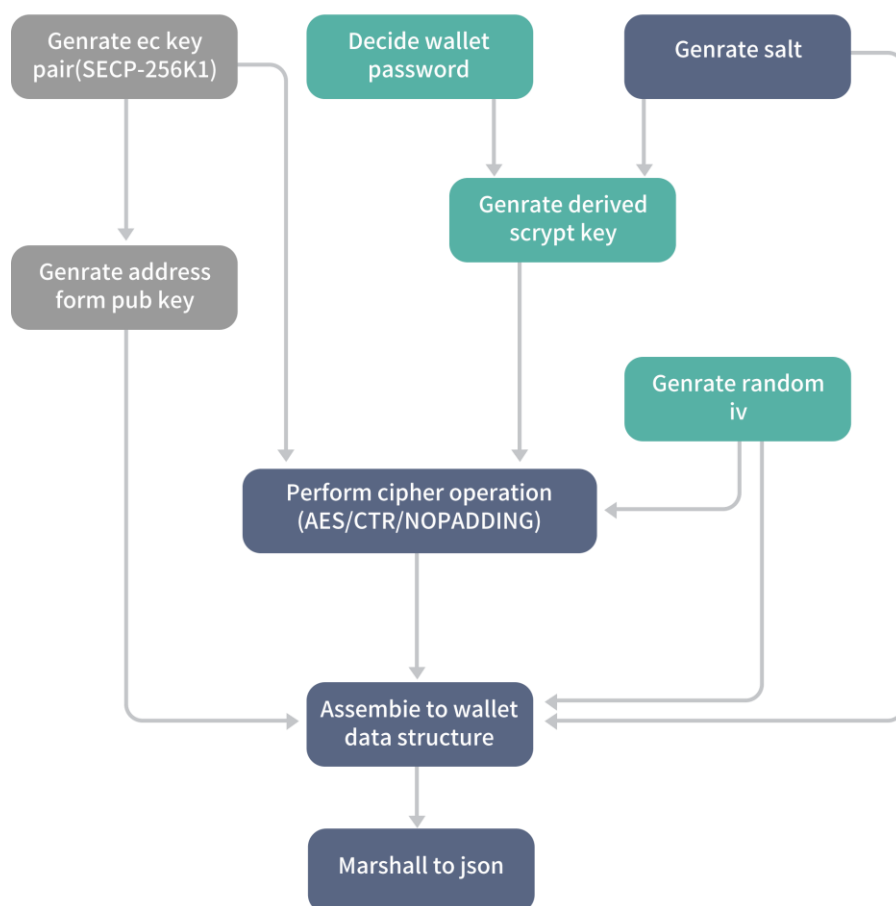 Genrate ec key
pair(SECP-256K1)
Decide wallet
password
Genrate salt
Genrate derived
scrypt key
Genrate address
form pub key
Genrate random
iv
Perform cipher operation
(AES/CTR/NOPADDING)
Assembie to wallet
data structure
Marshall to json